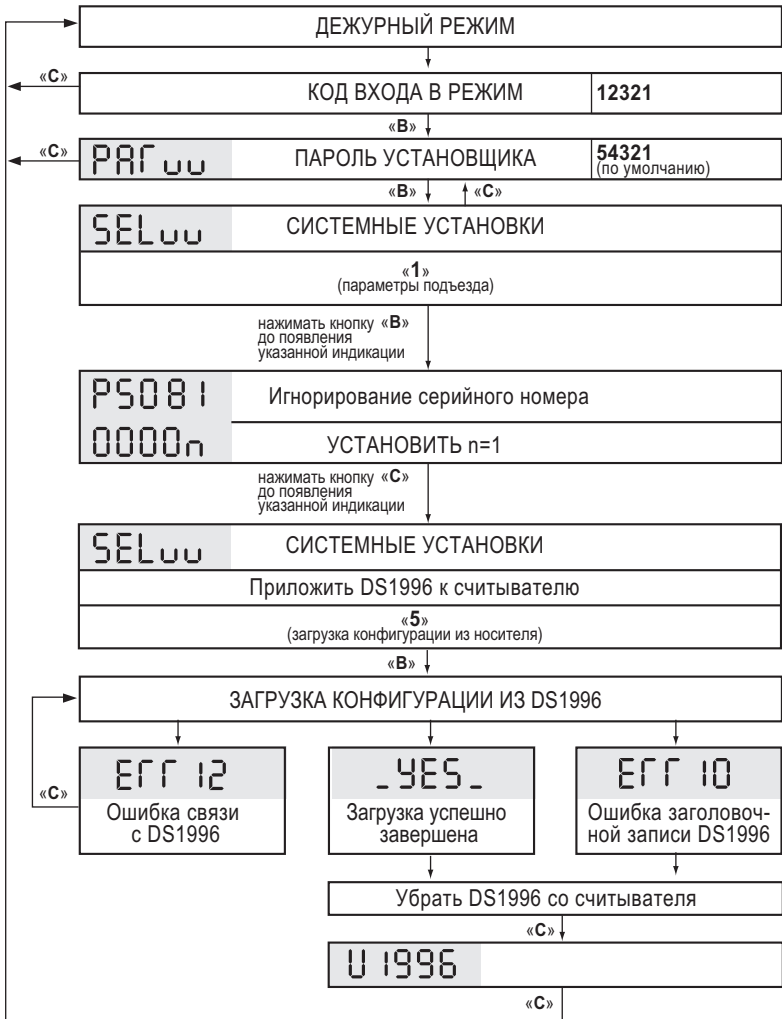 ДЕЖУРНЫЙ РЕЖИМ
«C»
КОД ВХОДА В РЕЖИМ
12321
«B»
«C»
PAГuu
ПАРОЛЬ УСТАНОВЩИКА
54321
(по умолчанию)
«B»
«C»
SELuu
СИСТЕМНЫЕ УСТАНОВКИ
«1»
(параметры подъезда)
нажимать кнопку «B»
до появления
указанной индикации
PS081
Игнорирование серийного номера
0000n
УСТАНОВИТЬ n=1
нажимать кнопку «C»
до появления
указанной индикации
SELuu
СИСТЕМНЫЕ УСТАНОВКИ
Приложить DS1996 к считывателю
«5»
(загрузка конфигурации из носителя)
«B»
ЗАГРУЗКА КОНФИГУРАЦИИ ИЗ DS1996
«C»
EГГ 12
Ошибка связи
с DS1996
_YES_
Загрузка успешно
завершена
EГГ 10
Ошибка заголовоч-
ной записи DS1996
Убрать DS1996 со считывателя
«C»
U 1996
«C»